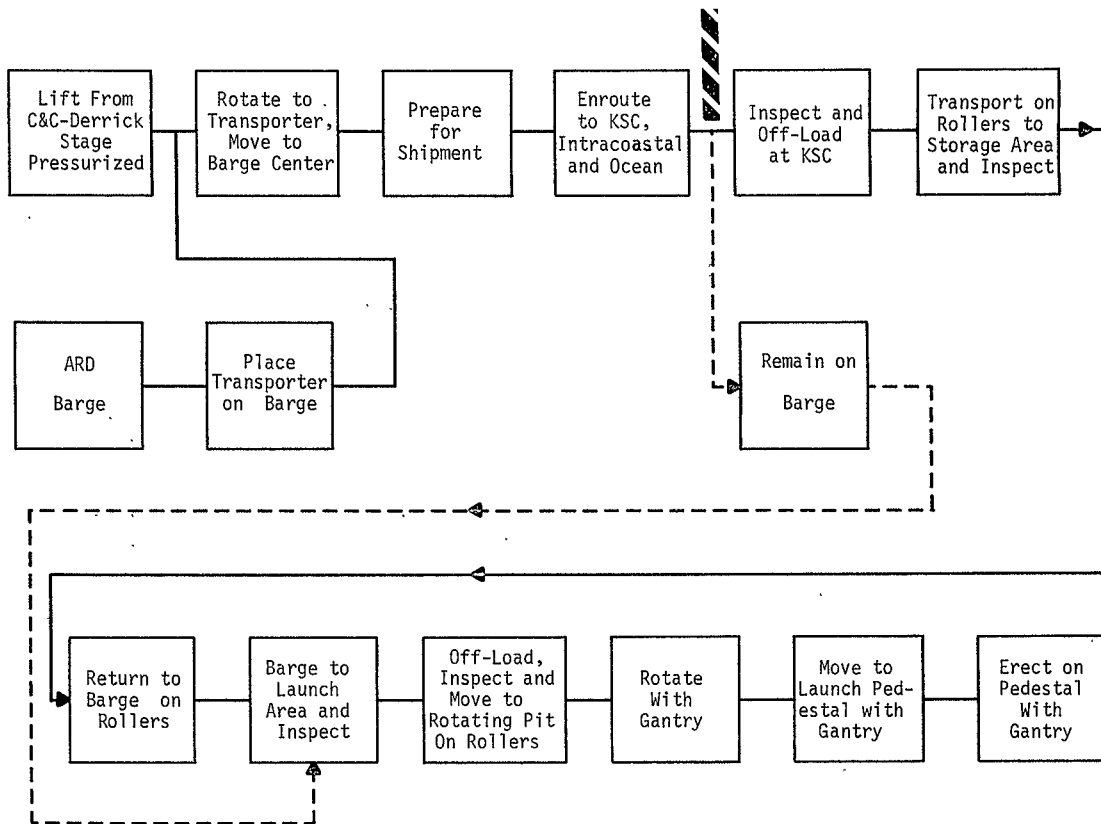 Lift From
C&C-Derrick
Stage
Pressurized
Rotate to
Transporter,
Move to
Barge Center
Prepare
for
Shipment
Enroute
to KSC,
Intracoastal
and Ocean
Inspect and
Off-Load
at KSC
Transport on
Rollers to
Storage Area
and Inspect
ARD
Barge
Place
Transporter
on Barge
Remain on
Barge
Return to
Barge on
Rollers
Barge to
Launch
Area and
Inspect
Off-Load,
Inspect and
Move to
Rotating Pit
On Rollers
Rotate
With
Gantry
Move to
Launch Ped-
estal with
Gantry
Erect on
Pedestal
With
Gantry